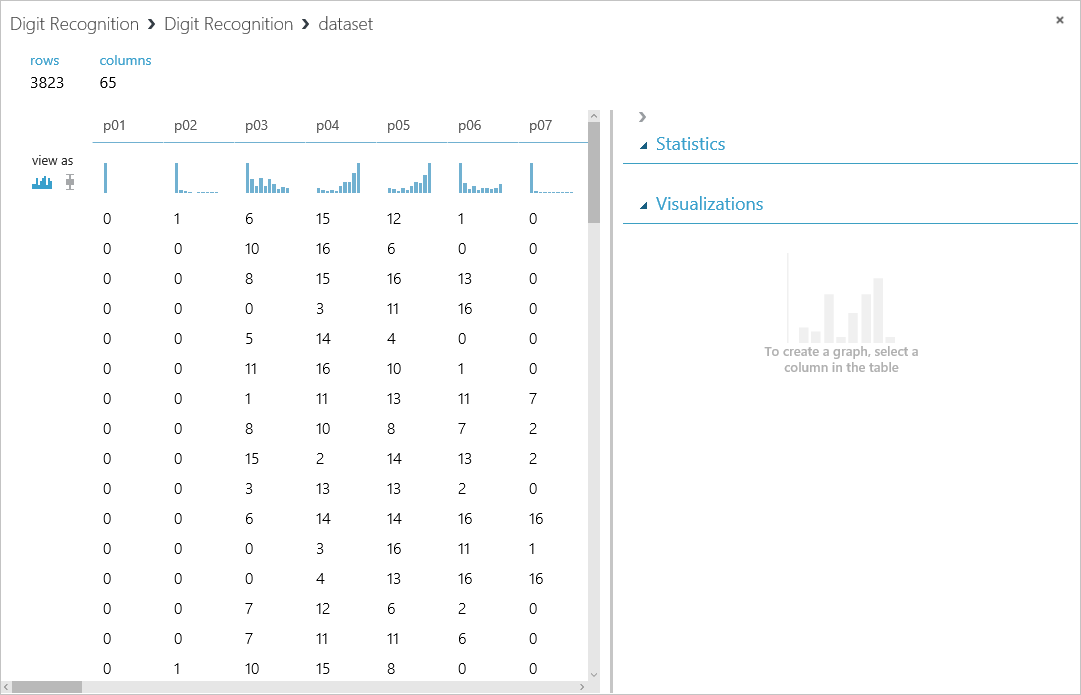 Digit Recognition › Digit Recognition › dataset
rows columns
3823 65
p01 p02 p03 p04 p05 p06 p07
view as
0 1 6 15 12 1 0
0 0 10 16 6 0 0
0 0 8 15 16 13 0
0 0 0 3 11 16 0
0 0 5 14 4 0 0
0 0 11 16 10 1 0
0 0 1 11 13 11 7
0 0 8 10 8 7 2
0 0 15 2 14 13 2
0 0 3 13 13 2 0
0 0 6 14 14 16 16
0 0 0 3 16 11 1
0 0 0 4 13 16 16
0 0 7 12 6 2 0
0 0 7 11 11 6 0
0 1 10 15 8 0 0
Statistics
Visualizations
To create a graph, select a
column in the table